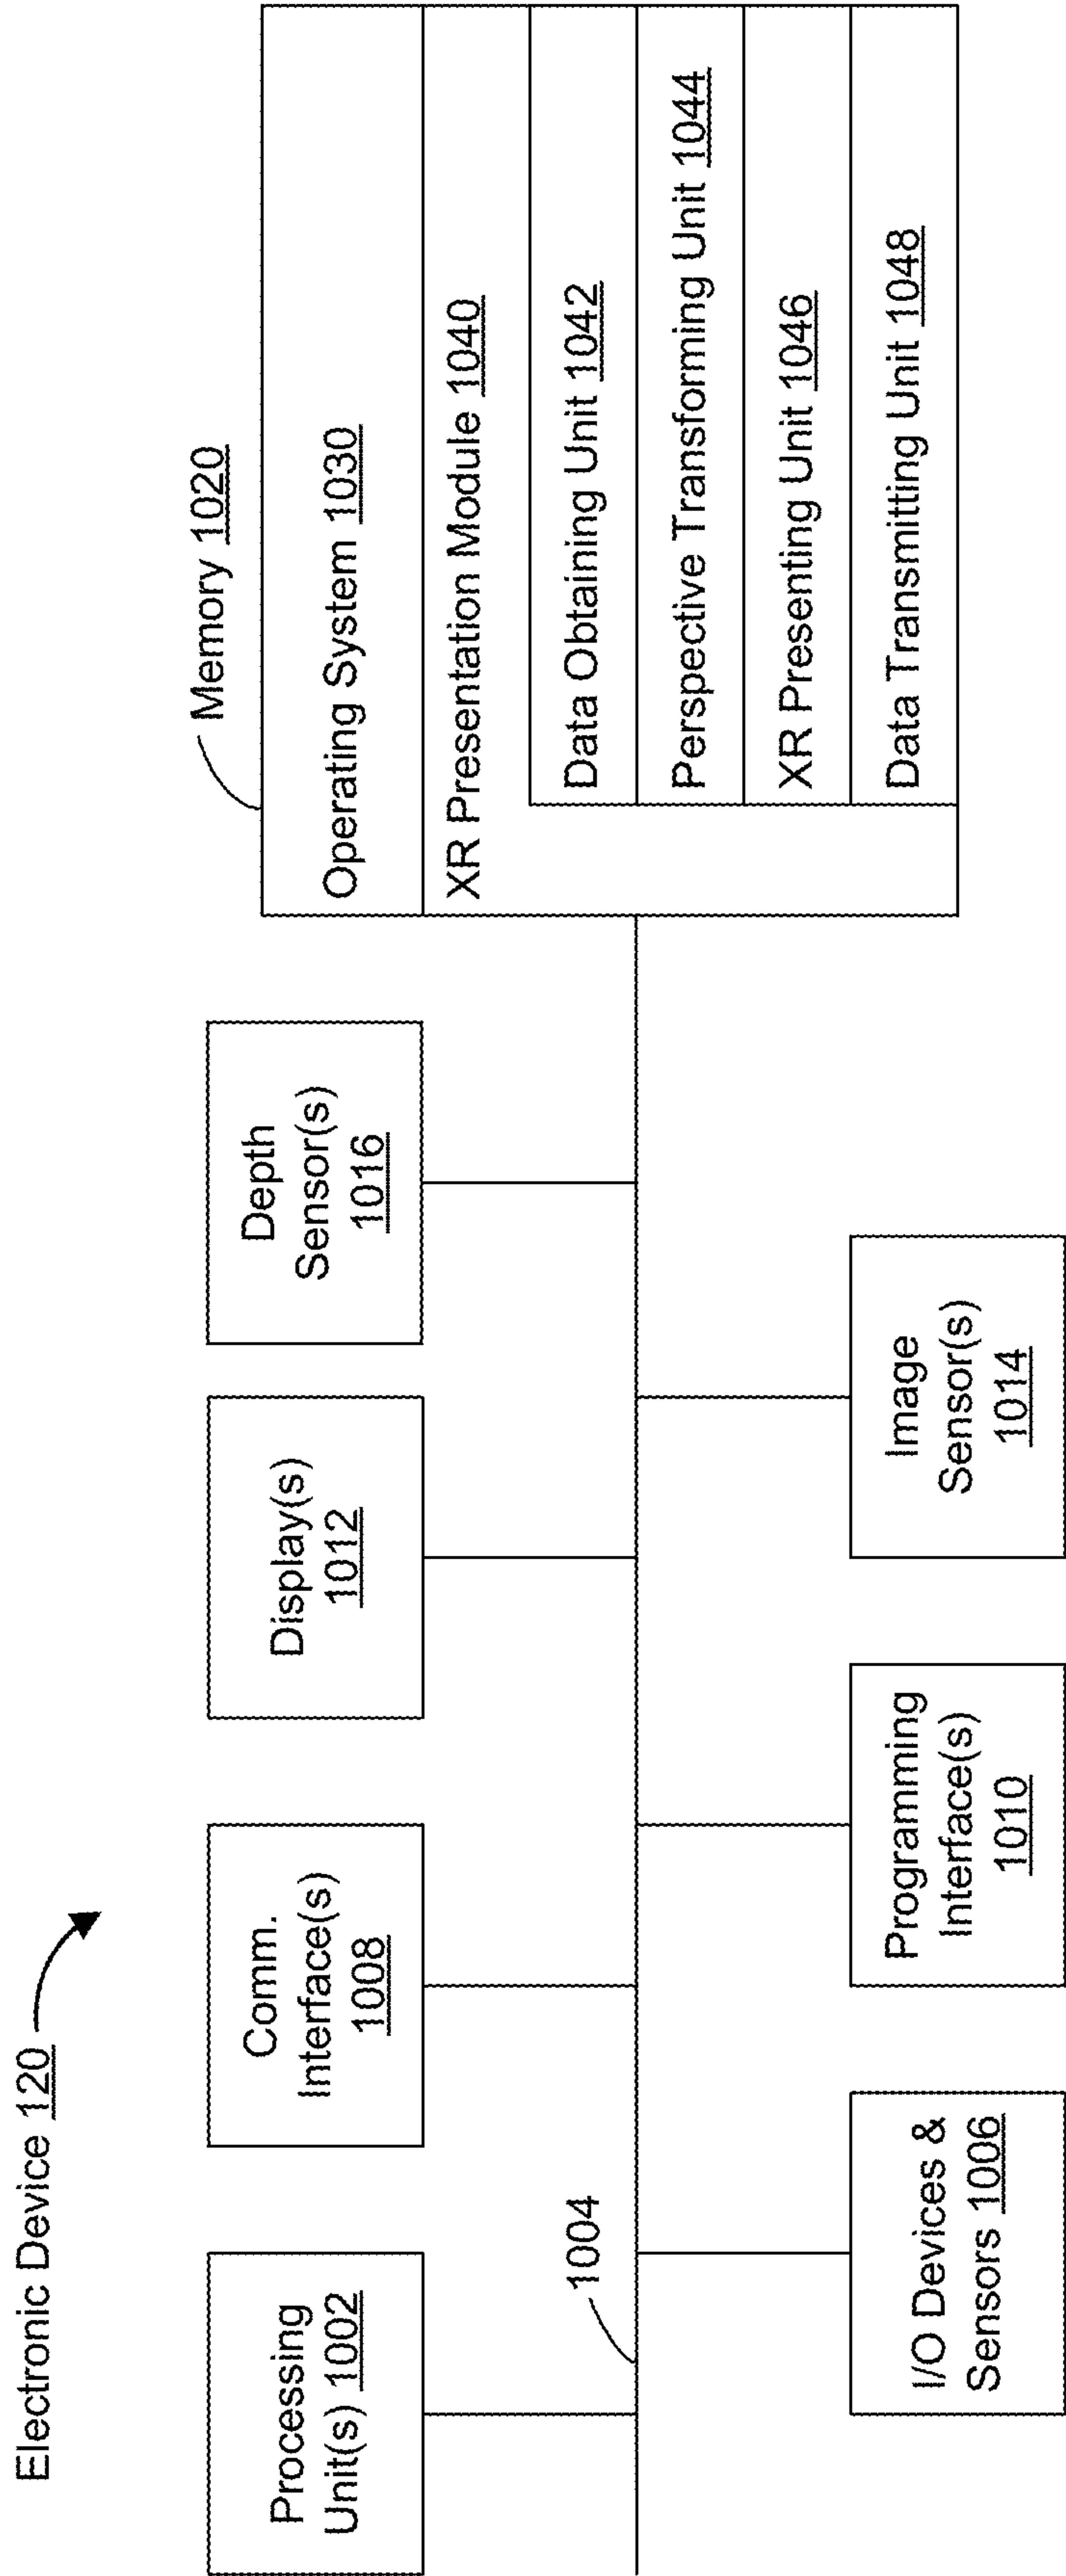 Electronic Device 120
Processing
Unit(s) 1002
Comm.
Interface(s)
1008
Display(s)
1012
Depth
Sensor(s)
1016
1004
I/O Devices &
Sensors 1006
Programming
Interface(s)
1010
Image
Sensor(s)
1014
Memory 1020
Operating System 1030
XR Presentation Module 1040
Data Obtaining Unit 1042
Perspective Transforming Unit 1044
XR Presenting Unit 1046
Data Transmitting Unit 1048